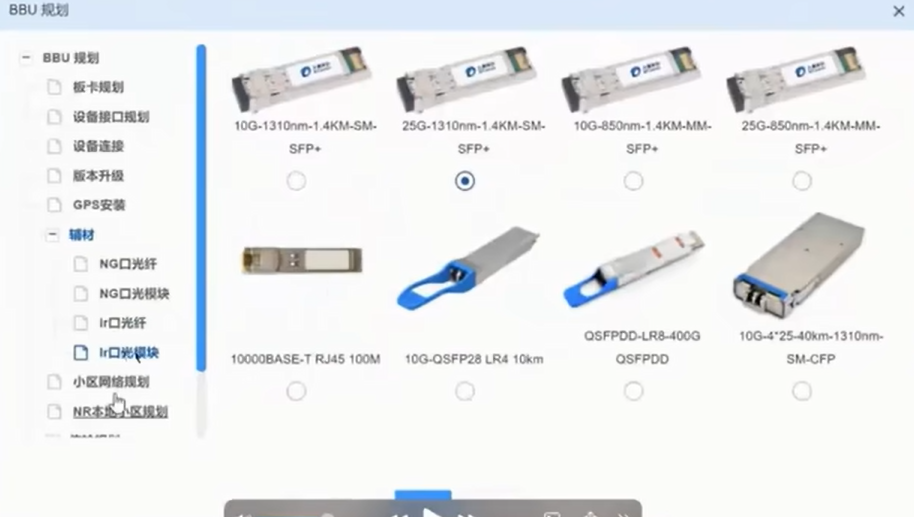 BBU 规划
BBU 规划
板卡规划
设备接口规划
设备连接
版本升级
GPS安装
辅材
NG口光纤
NG口光模块
Ir口光纤
Ir口光模块
小区网络规划
NR本地小区规划
10G-1310nm-1.4KM-SM-
SFP+
25G-1310nm-1.4KM-SM-
SFP+
10G-850nm-1.4KM-MM-
SFP+
25G-850nm-1.4KM-MM-
SFP+
10000BASE-T RJ45 100M
10G-QSFP28 LR4 10km
QSFPDD-LR8-400G
QSFPDD
10G-4*25-40km-1310nm-
SM-CFP